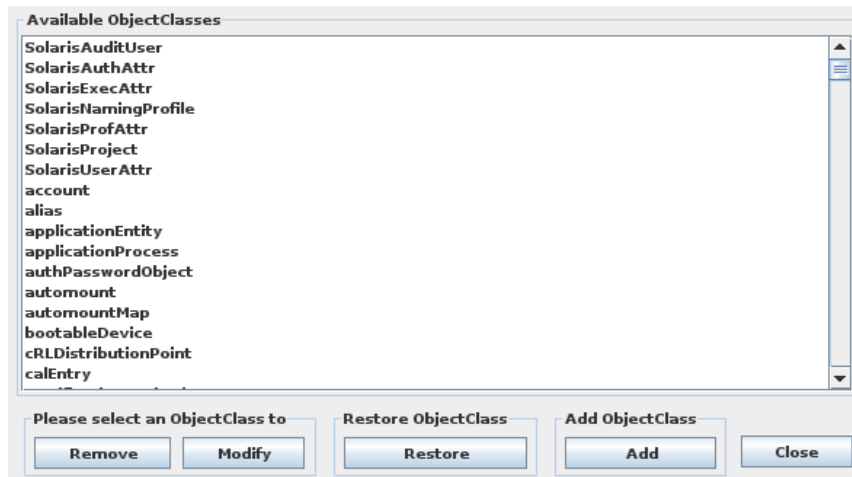 Available ObjectClasses
SolarisAuditUser
SolarisAuthAttr
SolarisExecAttr
SolarisNamingProfile
SolarisProfAttr
SolarisProject
SolarisUserAttr
account
alias
applicationEntity
applicationProcess
authPasswordObject
automount
automountMap
bootableDevice
cRLDistributionPoint
calEntry
Please select an ObjectClass to Restore ObjectClass Add ObjectClass
Remove Modify Restore Add Close